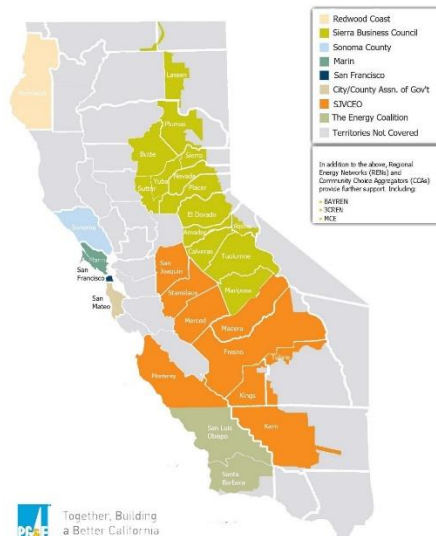 Redwood Coast
Sierra Business Council
Sonoma County
Marin
San Francisco
City/County Assn. of Gov't
SJVCEO
The Energy Coalition
Territories Not Covered
In addition to the above, Regional
Energy Networks (RENs) and
Community Choice Aggregators (CCAs)
provide further support. Including:
- BAYREN
- 3CREN
- MCE
Humboldt
Lassen
Plumas
Butte
Sierra
Yuba
Nevada
Sutter
Placer
El Dorado
Alpine
Amador
Calveras
Tuolumne
Mariposa
Sonoma
Marin
San
Francisco
San
Mateo
San
Joaquin
Stanislaus
Merced
Macera
Fresno
Tulare
Kings
Monterey
Kern
San Luis
Obispo
Santa
Barbara
PG&E
Together, Building
a Better California